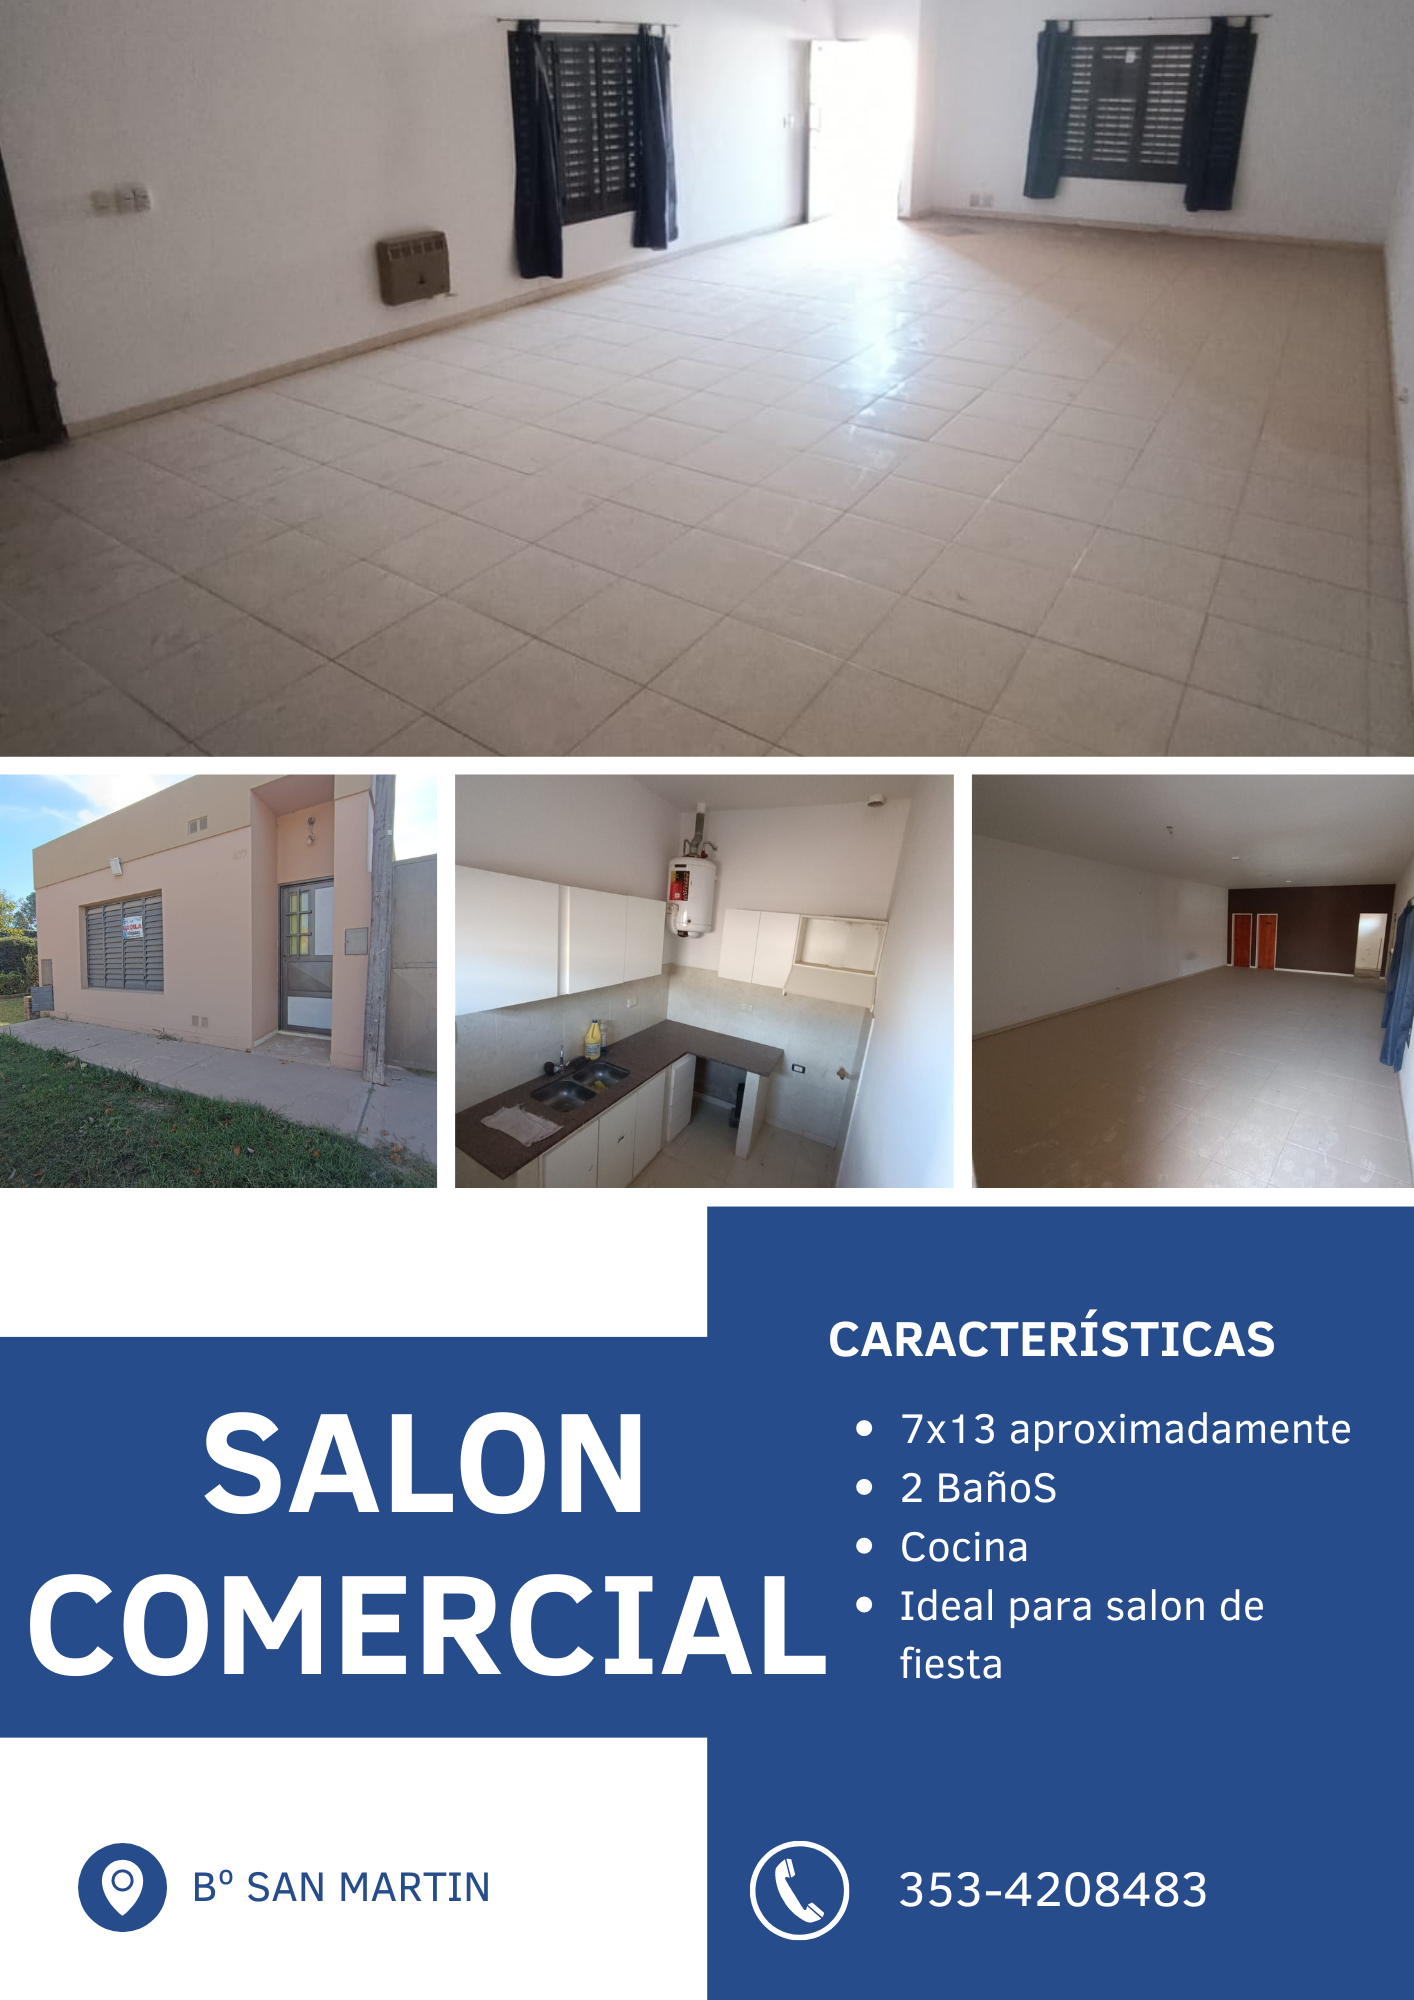 SALON
COMERCIAL
CARACTERÍSTICAS
7x13 aproximadamente
2 BañoS
Cocina
Ideal para salon de
fiesta
Bº SAN MARTIN
353-4208483